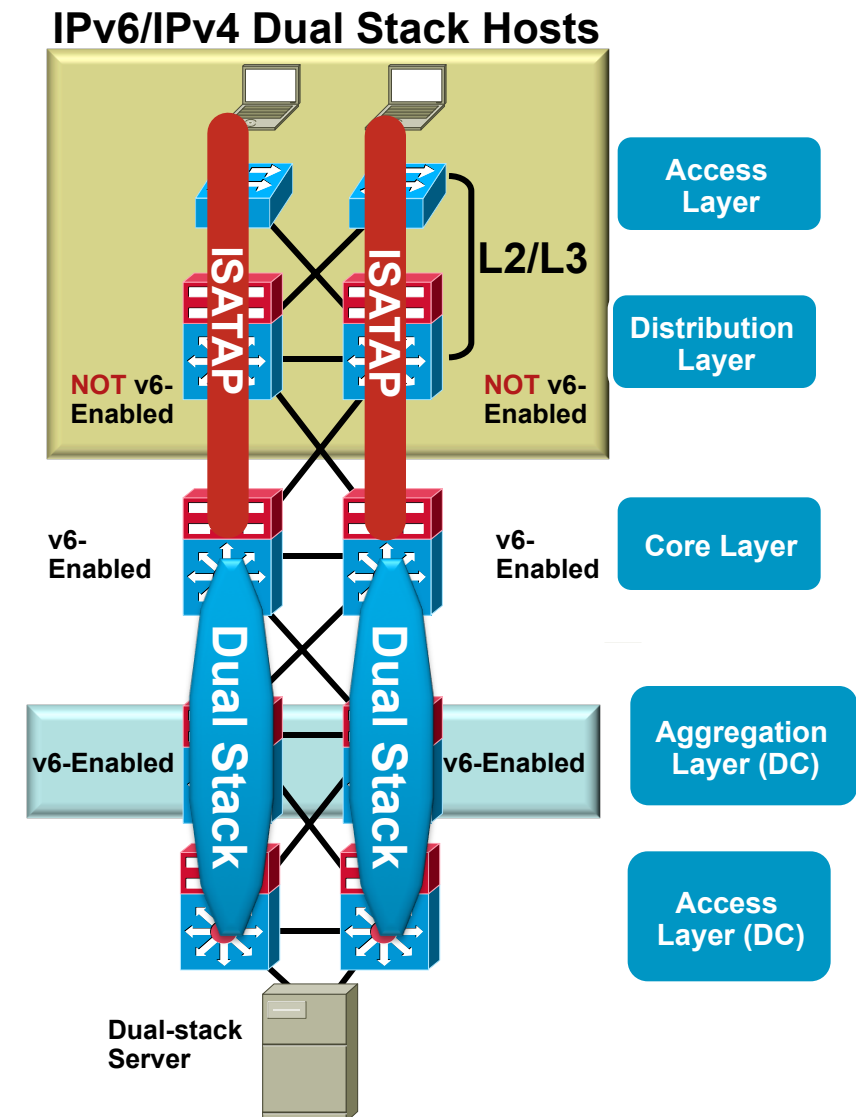 IPv6/IPv4 Dual Stack Hosts
Access
Layer
L2/L3
ISATAP
ISATAP
Distribution
Layer
NOT v6-
Enabled
NOT v6-
Enabled
v6-
Enabled
v6-
Enabled
Core Layer
Dual Stack
Dual Stack
v6-Enabled
v6-Enabled
Aggregation
Layer (DC)
Access
Layer (DC)
Dual-stack
Server